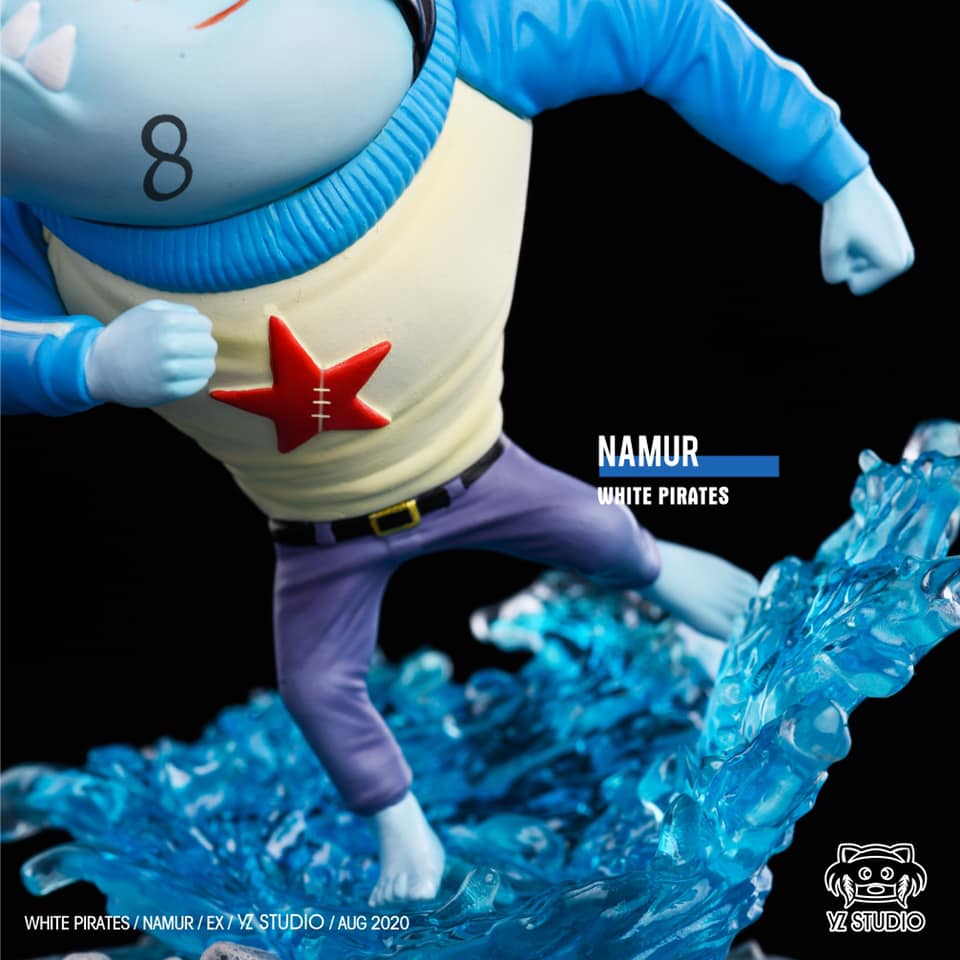 8
NAMUR
WHITE PIRATES
YZ STUDIO
WHITE PIRATES / NAMUR / EX / YZ STUDIO / AUG 2020